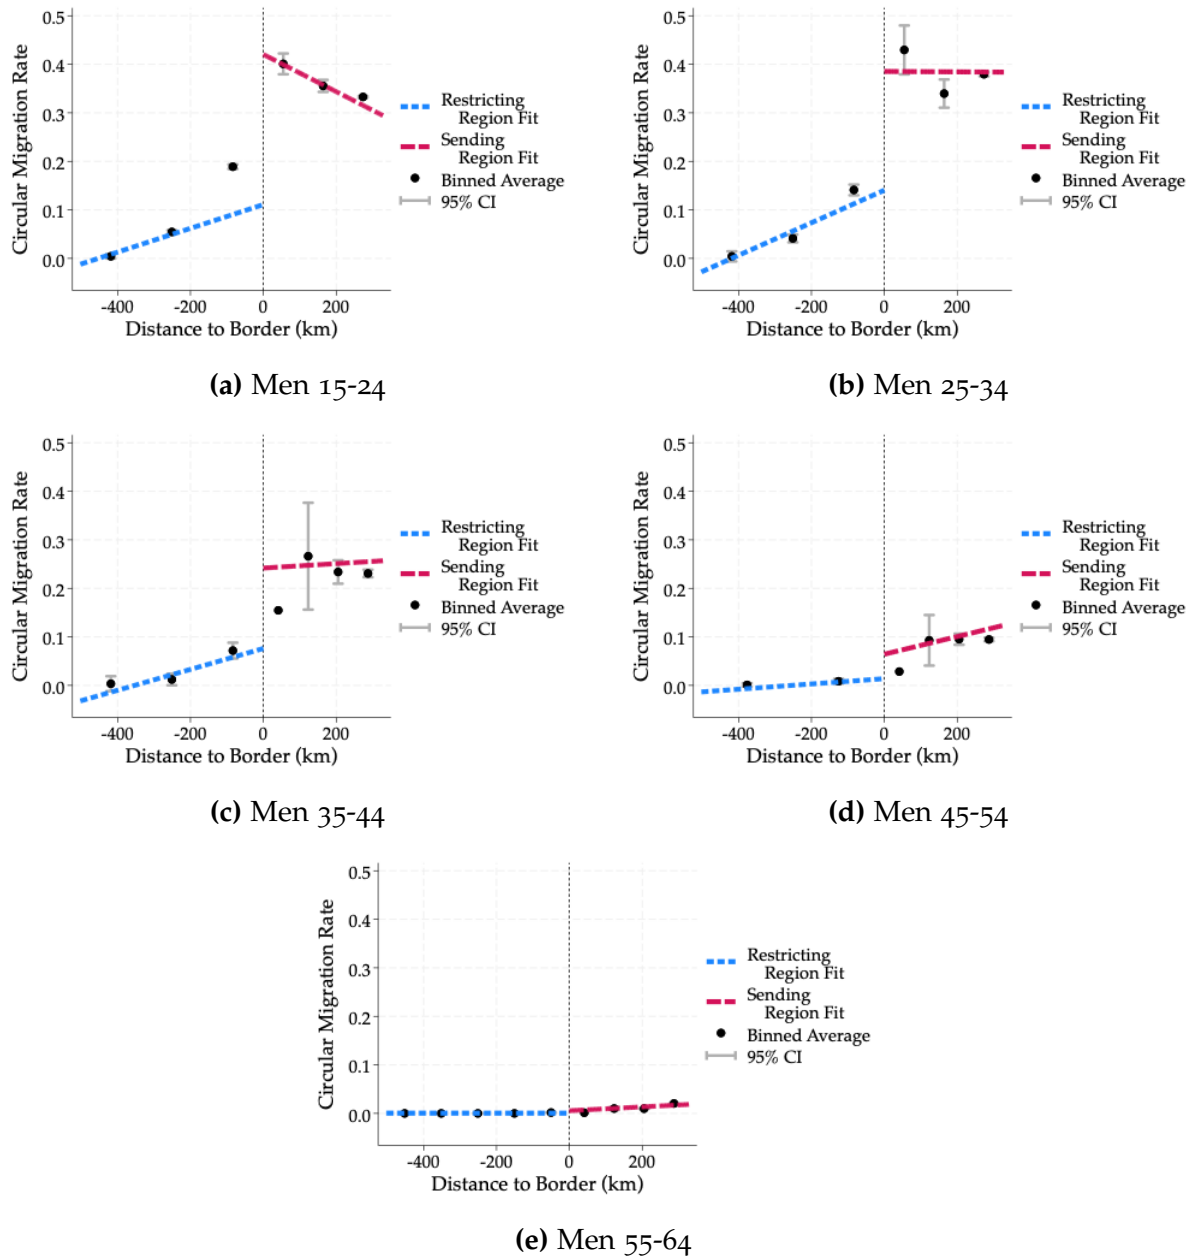 0.5
0.4
0.3
0.2
0.1
0.0
Circular Migration Rate
-400 -200 0 200
Distance to Border (km)
Restricting
Region Fit
Sending
Region Fit
Binned Average
95% CI
(a) Men 15-24
0.5
0.4
0.3
0.2
0.1
0.0
Circular Migration Rate
-400 -200 0 200
Distance to Border (km)
Restricting
Region Fit
Sending
Region Fit
Binned Average
95% CI
(b) Men 25-34
0.5
0.4
0.3
0.2
0.1
0.0
Circular Migration Rate
-400 -200 0 200
Distance to Border (km)
Restricting
Region Fit
Sending
Region Fit
Binned Average
95% CI
(c) Men 35-44
0.5
0.4
0.3
0.2
0.1
0.0
Circular Migration Rate
-400 -200 0 200
Distance to Border (km)
Restricting
Region Fit
Sending
Region Fit
Binned Average
95% CI
(d) Men 45-54
0.5
0.4
0.3
0.2
0.1
0.0
Circular Migration Rate
-400 -200 0 200
Distance to Border (km)
Restricting
Region Fit
Sending
Region Fit
Binned Average
95% CI
(e) Men 55-64